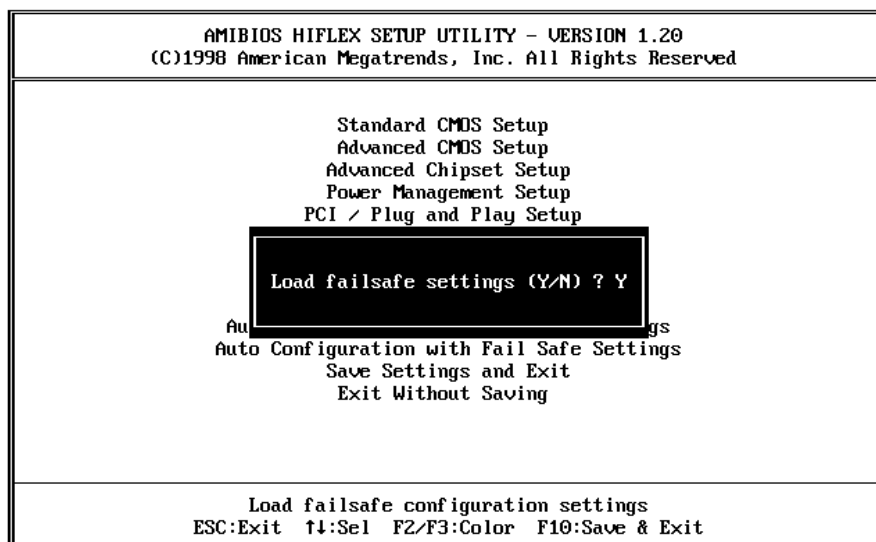 AMIBIOS HIFLEX SETUP UTILITY - VERSION 1.20
(C)1998 American Megatrends, Inc. All Rights Reserved
Standard CMOS Setup
Advanced CMOS Setup
Advanced Chipset Setup
Power Management Setup
PCI / Plug and Play Setup
Load failsafe settings (Y/N) ? Y
Auto Configuration with Fail Safe Settings
Save Settings and Exit
Exit Without Saving
Load failsafe configuration settings
ESC:Exit ↑↓:Sel F2/F3:Color F10:Save & Exit